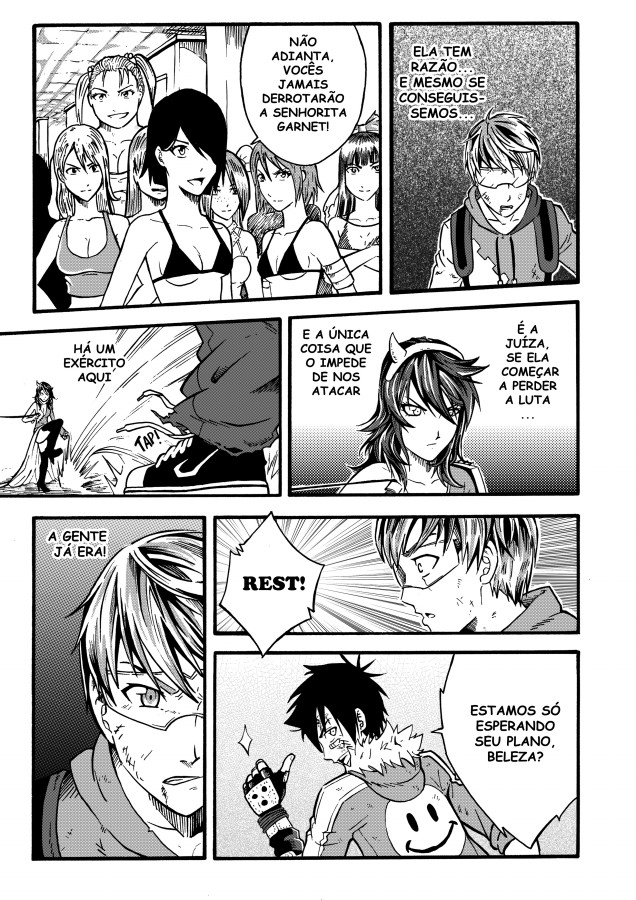 NÃO
ADIANTA,
VOCÊS
JAMAIS
DERROTARÃO
A SENHORITA
GARNET!
ELA TEM
RAZÃO...
E MESMO SE
CONSEGUIS-
SEMOS...
HÁ UM
EXÉRCITO
AQUI
TAP!
E A ÚNICA
COISA QUE
O IMPEDE
DE NOS
ATACAR
É A
JUÍZA,
SE ELA
COMEÇAR
A PERDER
A LUTA
...
A GENTE
JÁ ERA!
REST!
ESTAMOS SÓ
ESPERANDO
SEU PLANO,
BELEZA?